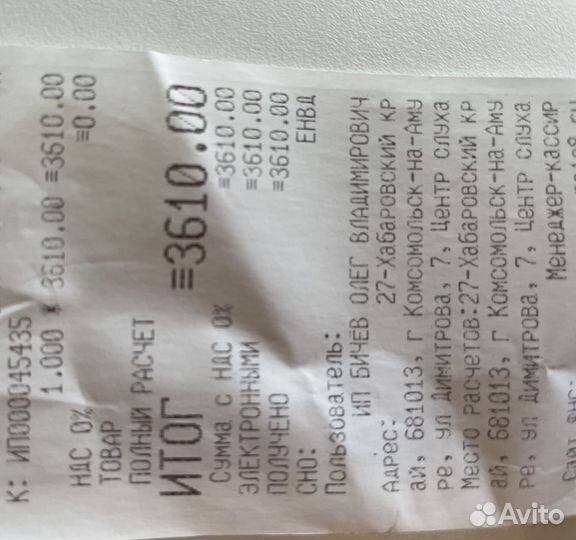 К: ИП000045435
1.000 * 3610.00 ≡3610.00
НДС 0% ≡0.00
ТОВАР
ПОЛНЫЙ РАСЧЕТ
ИТОГ ≡3610.00
СУММА С НДС 0% ≡3610.00
ЭЛЕКТРОННЫМИ ≡3610.00
ПОЛУЧЕНО ≡3610.00
СНО: ЕНВД
Пользователь:
ИП БИЧЕВ ОЛЕГ ВЛАДИМИРОВИЧ
Адрес: 27-Хабаровский кр
ай, 681013, г Комсомольск-на-Аму
ре, ул Димитрова, 7, Центр слуха
Место расчетов:27-Хабаровский кр
ай, 681013, г Комсомольск-на-Аму
ре, ул Димитрова, 7, Центр слуха
Менеджер-кассир
Сайт ФНС:
Avito